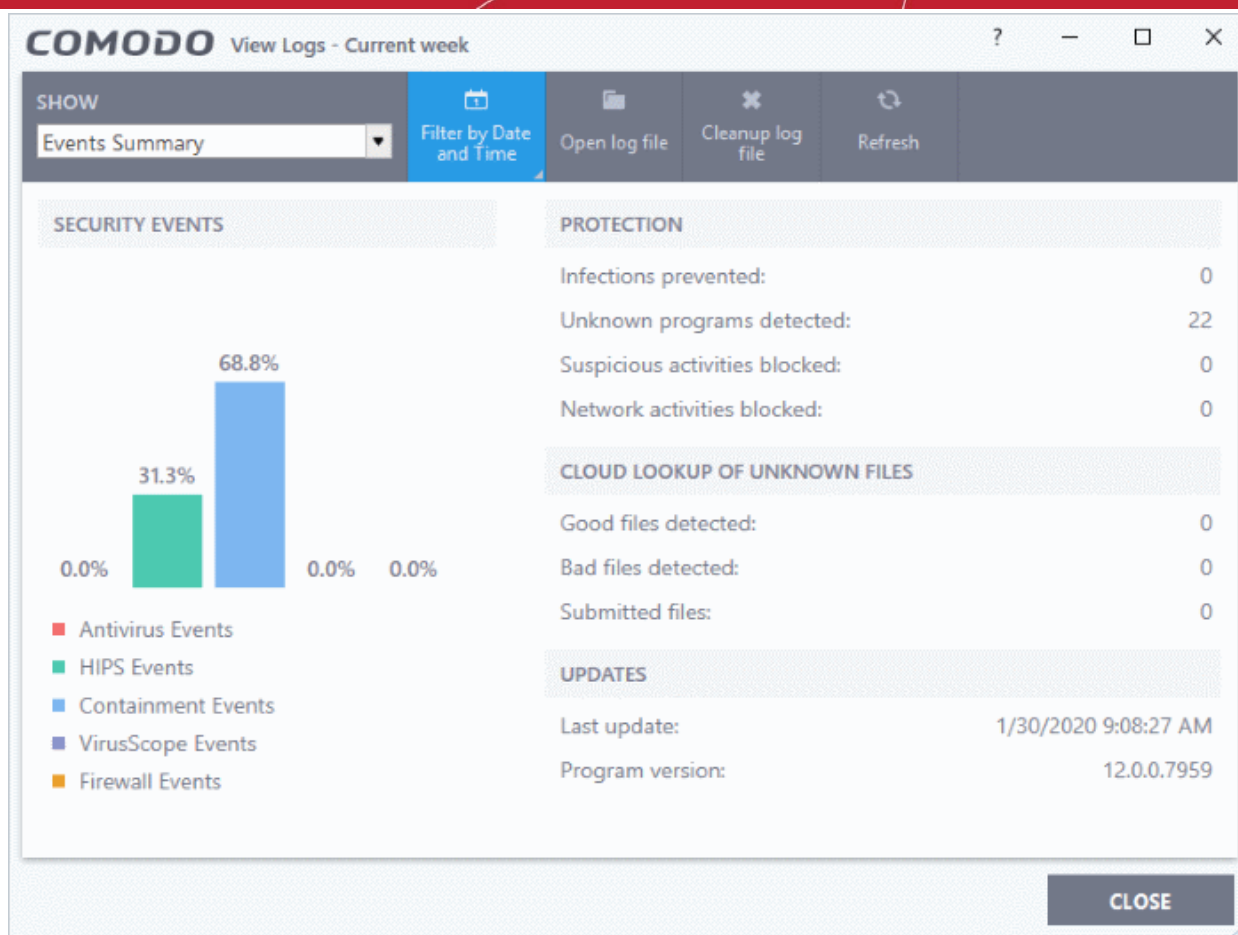 COMODO View Logs - Current week
?
SHOW
Events Summary
Filter by Date
and Time
Open log file
Cleanup log
file
Refresh
SECURITY EVENTS
68.8%
31.3%
0.0%
0.0%
0.0%
Antivirus Events
HIPS Events
Containment Events
VirusScope Events
Firewall Events
PROTECTION
Infections prevented: 0
Unknown programs detected: 22
Suspicious activities blocked: 0
Network activities blocked: 0
CLOUD LOOKUP OF UNKNOWN FILES
Good files detected: 0
Bad files detected: 0
Submitted files: 0
UPDATES
Last update: 1/30/2020 9:08:27 AM
Program version: 12.0.0.7959
CLOSE